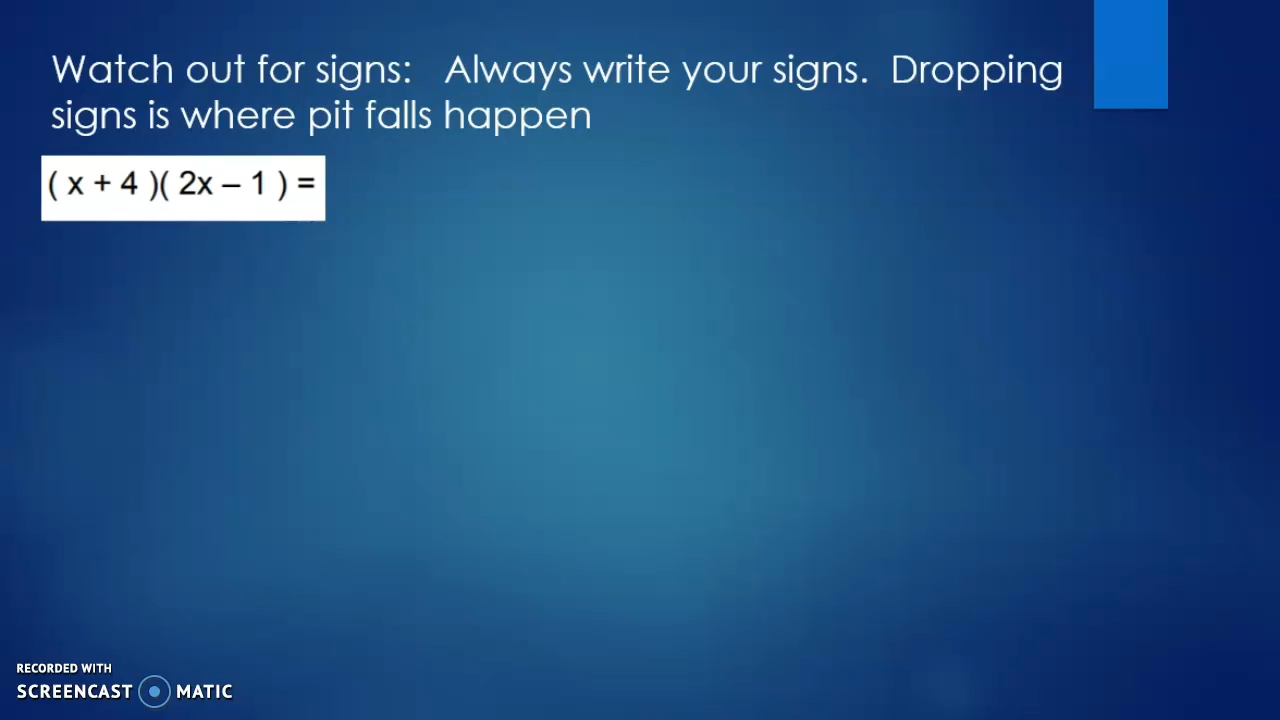 Watch out for signs:   Always write your signs.  Dropping
signs is where pit falls happen
( x + 4 )( 2x – 1 ) =
RECORDED WITH
SCREENCAST MATIC